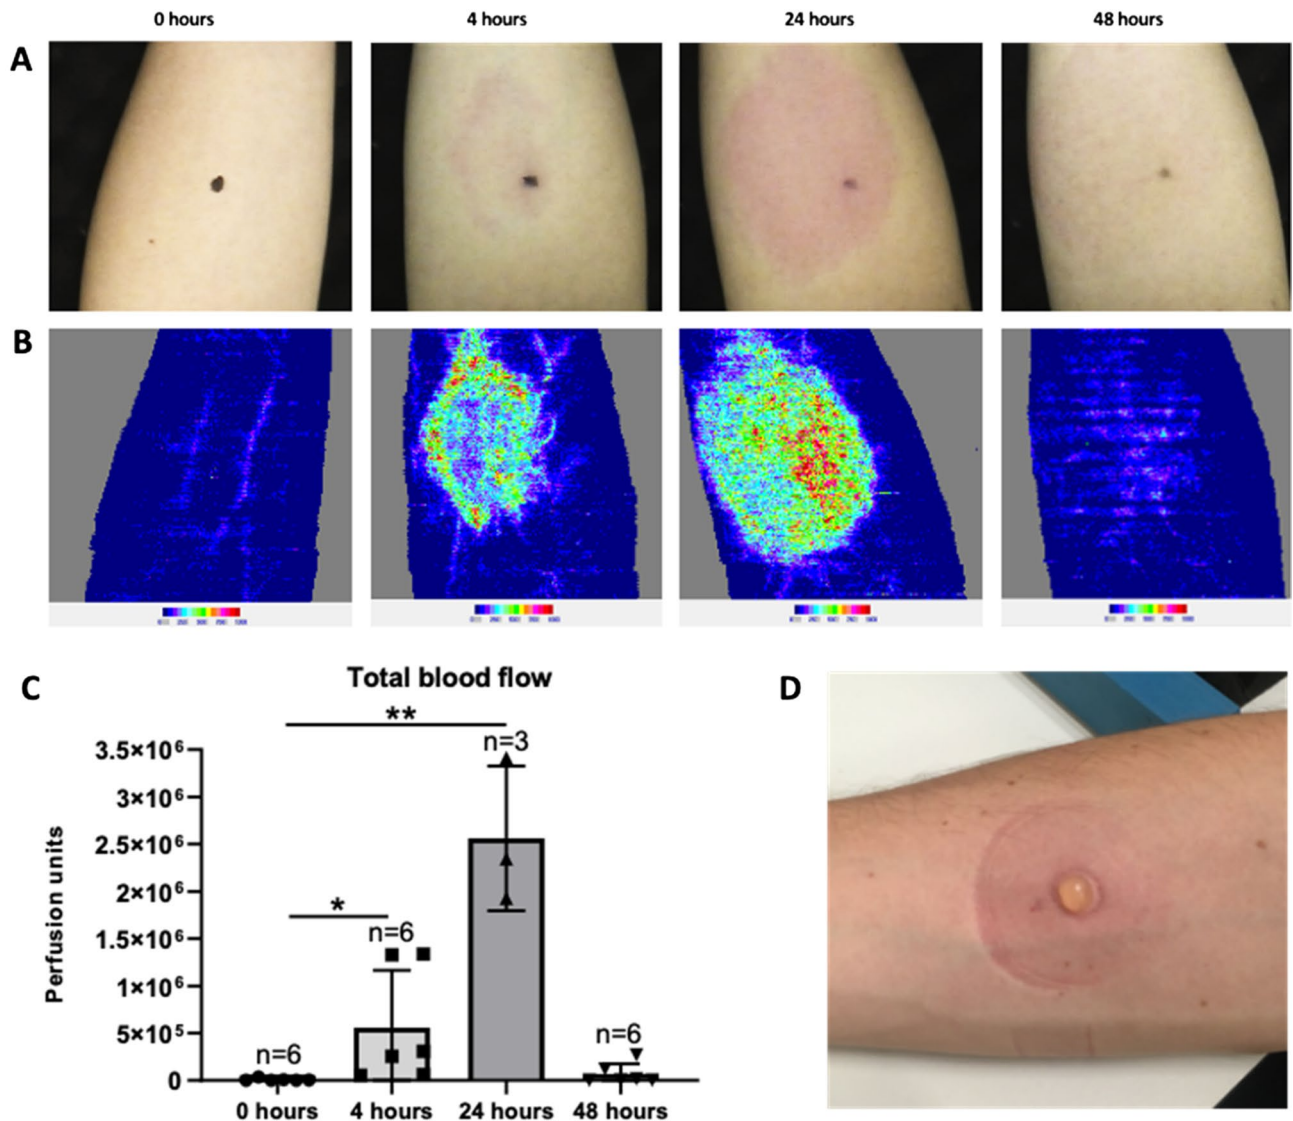 0 hours 4 hours 24 hours 48 hours
A
B
C
Total blood flow
D
**
n=3
3.5×10⁶
3×10⁶
2.5×10⁶
2×10⁶
*
n=6
1.5×10⁶
1×10⁶
n=6
5×10⁵
n=6
0
Perfusion units
0 hours 4 hours 24 hours 48 hours